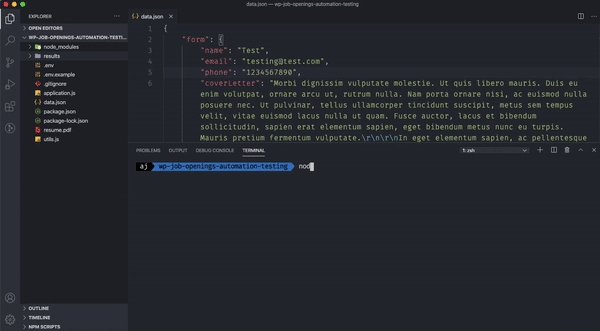 data.json — wp-job-openings-automation-testing
EXPLORER
OPEN EDITORS
WP-JOB-OPENINGS-AUTOMATION-TESTI...
node_modules
results
.env
.env.example
.gitignore
application.js
data.json
package.json
package-lock.json
resume.pdf
utils.js
OUTLINE
TIMELINE
NPM SCRIPTS
{..} data.json ×
1 {
2 "form": {
3 "name": "Test",
4 "email": "testing@test.com",
5 "phone": "1234567890",
6 "coverLetter": "Morbi dignissim vulputate molestie. Ut quis libero mauris. Duis eu
enim volutpat, ornare arcu ut, rutrum nulla. Nam porta ornare nisi, ac euismod nulla
posuere nec. Ut pulvinar, tellus ullamcorper tincidunt suscipit, metus sem tempus
velit, vitae euismod lacus nulla ut quam. Fusce auctor, lacus et bibendum
sollicitudin, sapien erat elementum sapien, eget bibendum metus nunc eu turpis.
Mauris pretium fermentum vulputate.\r\n\r\nIn eget elementum sapien, ac pellentesque
PROBLEMS OUTPUT DEBUG CONSOLE TERMINAL 1: zsh
aj wp-job-openings-automation-testing nod